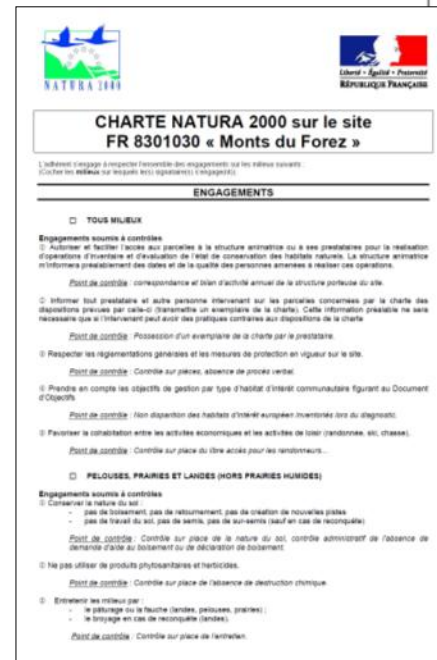 NATURA 2000
Liberté • Égalité • Fraternité
RÉPUBLIQUE FRANÇAISE
CHARTE NATURA 2000 sur le site
FR 8301030 « Monts du Forez »
L'adhérent s'engage à respecter l'ensemble des engagements sur les milieux suivants :
(Cocher les milieux sur lesquels le(s) signataire(s) s'engage(nt))
ENGAGEMENTS
□ TOUS MILIEUX
Engagements soumis à contrôles
① Autoriser et faciliter l'accès aux parcelles à la structure animatrice ou à ses prestataires pour la réalisation
d'opérations d'inventaire et d'évaluation de l'état de conservation des habitats naturels. La structure animatrice
m'informera préalablement des dates et de la qualité des personnes amenées à réaliser ces opérations.
Point de contrôle : correspondance et bilan d'activité annuel de la structure porteuse du site.
Informer tout prestataire et autre personne intervenant sur les parcelles concernées par la charte des
dispositions prévues par celle-ci (transmettre un exemplaire de la charte). Cette information préalable ne sera
nécessaire que si l'intervenant peut avoir des pratiques contraires aux dispositions de la charte
Point de contrôle : Possession d'un exemplaire de la charte par le prestataire.
Respecter les réglementations générales et les mesures de protection en vigueur sur le site.
Point de contrôle : Contrôle sur pièces, absence de procès verbal.
Prendre en compte les objectifs de gestion par type d'habitat d'intérêt communautaire figurant au Document
d'Objectifs
Point de contrôle : Non disparition des habitats d'intérêt européen inventoriés lors du diagnostic.
Favoriser la cohabitation entre les activités économiques et les activités de loisir (randonnée, ski, chasse).
Point de contrôle : Contrôle sur place du libre accès pour les randonneurs...
□ PELOUSES, PRAIRIES ET LANDES (HORS PRAIRIES HUMIDES)
Engagements soumis à contrôles
① Conserver la nature du sol :
- pas de boisement, pas de retournement, pas de création de nouvelles pistes
- pas de travail du sol, pas de semis, pas de sur-semis (sauf en cas de reconquête)
Point de contrôle : Contrôle sur place de la nature du sol, contrôle administratif de l'absence de
demande d'aide au boisement ou de déclaration de boisement.
Ne pas utiliser de produits phytosanitaires et herbicides.
Point de contrôle : Contrôle sur place de l'absence de destruction chimique.
Entretenir les milieux par :
- le pâturage ou la fauche (landes, pelouses, prairies) ;
- le broyage en cas de reconquête (landes).
Point de contrôle : Contrôle sur place de l'entretien.